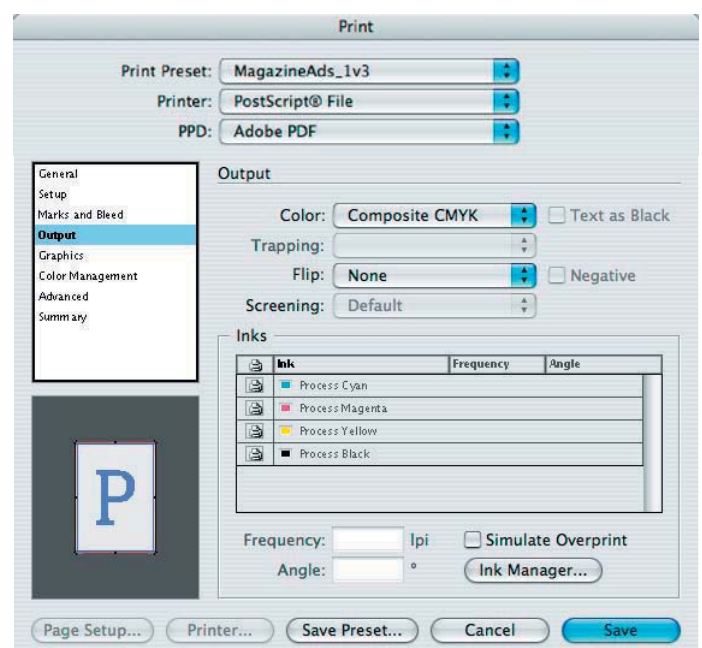 Print
Print Preset: MagazineAds_1v3
Printer: PostScript® File
PPD: Adobe PDF
General
Setup
Marks and Bleed
Output
Graphics
Color Management
Advanced
Summary
Output
Color: Composite CMYK Text as Black
Trapping:
Flip: None Negative
Screening: Default
Inks
Ink Frequency Angle
Process Cyan
Process Magenta
Process Yellow
Process Black
P
Frequency: lpi Simulate Overprint
Angle: ° Ink Manager...
Page Setup... Printer... Save Preset... Cancel Save